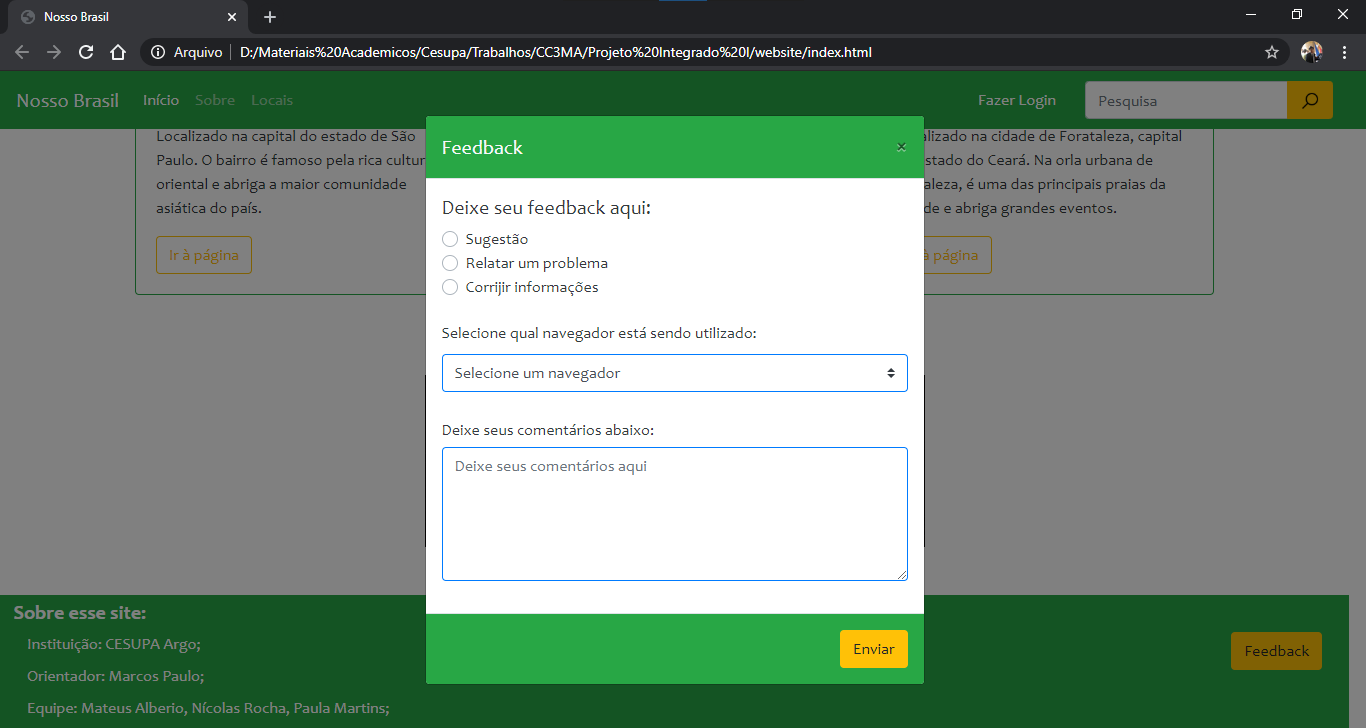 Nosso Brasil
Arquivo
D:/Materiais%20Academicos/Cesupa/Trabalhos/CC3MA/Projeto%20Integrado%20I/website/index.html
Nosso Brasil
Início
Sobre
Locais
Fazer Login
Pesquisa
Localizado na capital do estado de São
Paulo. O bairro é famoso pela rica cultur
oriental e abriga a maior comunidade
asiática do país.
Ir à página
alizado na cidade de Forataleza, capital
stado do Ceará. Na orla urbana de
aleza, é uma das principais praias da
de e abriga grandes eventos.
à página
Feedback
×
Deixe seu feedback aqui:
Sugestão
Relatar um problema
Corrijir informações
Selecione qual navegador está sendo utilizado:
Selecione um navegador
Deixe seus comentários abaixo:
Deixe seus comentários aqui
Enviar
Sobre esse site:
Instituição: CESUPA Argo;
Orientador: Marcos Paulo;
Equipe: Mateus Alberio, Nícolas Rocha, Paula Martins;
Feedback